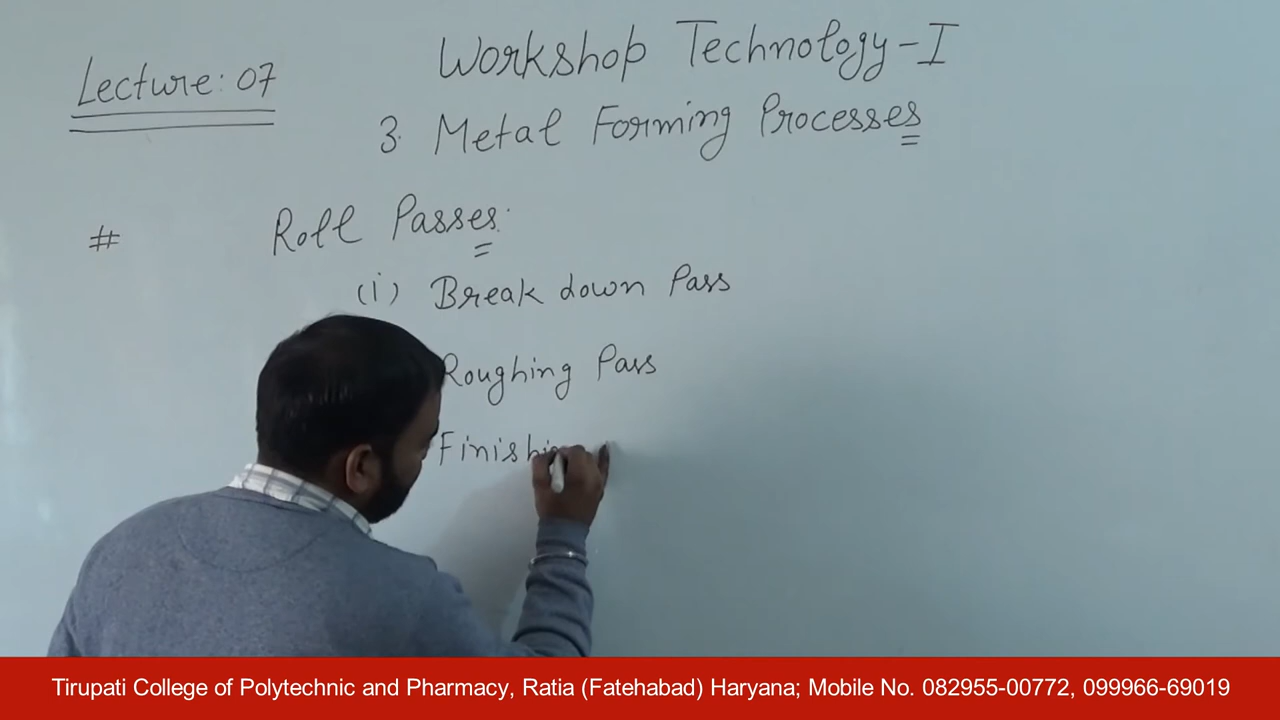 Workshop Technology-I
Lecture: 07
3. Metal Forming Processes
# Roll Passes:
(i) Break down Pass
Roughing Pass
Tirupati College of Polytechnic and Pharmacy, Ratia (Fatehabad) Haryana; Mobile No. 082955-00772, 099966-69019